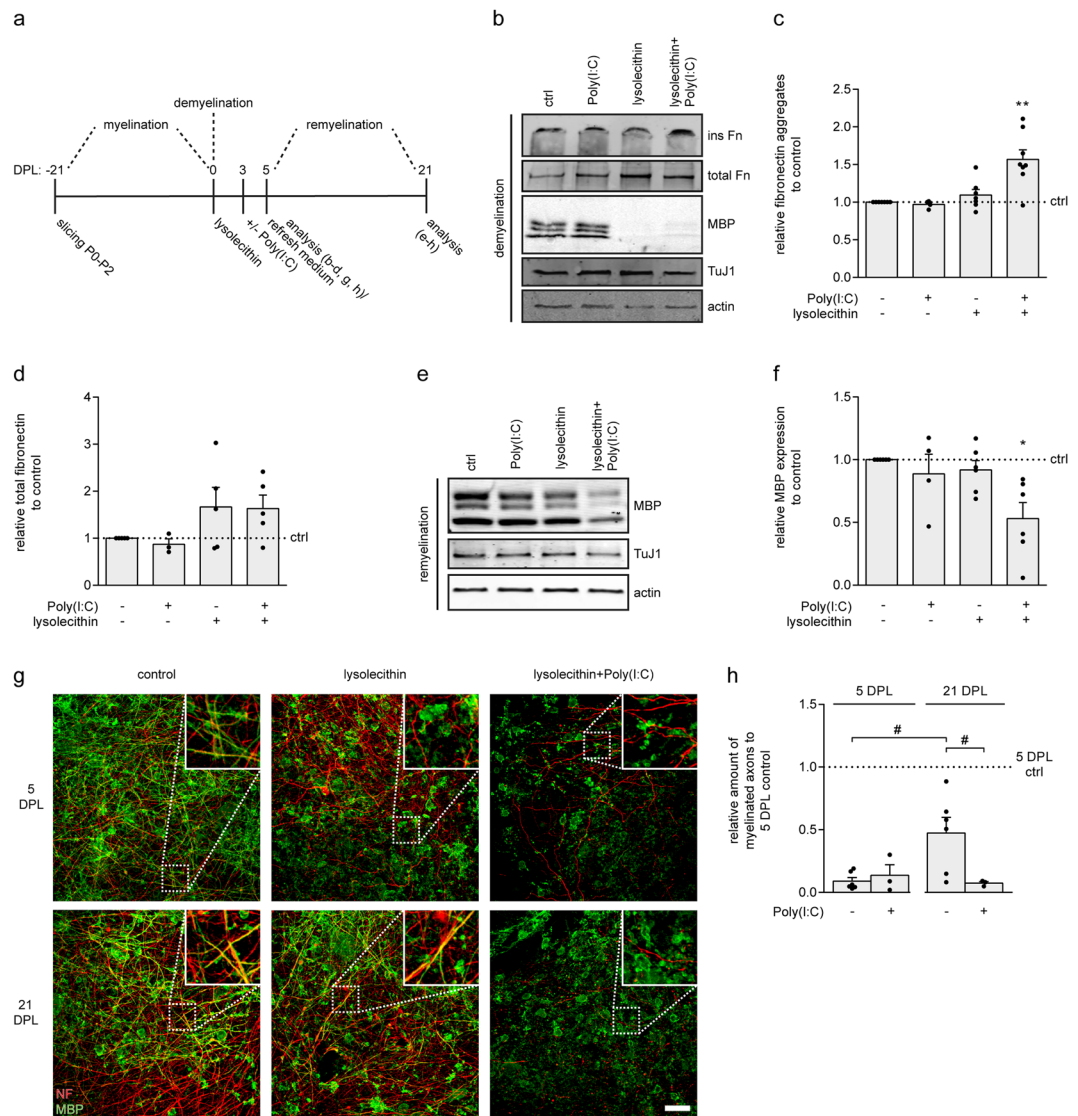 a
demyelination
myelination
remyelination
DPL: -21
0
3
5
21
slicing P0-P2
lysolecithin
+/- Poly(I:C)
analysis (b-d, g, h)/
refresh medium
analysis
(e-h)
b
ctrl
Poly(I:C)
lysolecithin
lysolecithin+
Poly(I:C)
demyelination
ins Fn
total Fn
MBP
TuJ1
actin
c
relative fibronectin aggregates
to control
2.5
2.0
1.5
1.0
0.5
0.0
**
ctrl
Poly(I:C) - + - +
lysolecithin - - + +
d
relative total fibronectin
to control
4
3
2
1
0
ctrl
Poly(I:C) - + - +
lysolecithin - - + +
e
ctrl
Poly(I:C)
lysolecithin
lysolecithin+
Poly(I:C)
remyelination
MBP
TuJ1
actin
f
relative MBP expression
to control
1.5
1.0
0.5
0.0
*
ctrl
Poly(I:C) - + - +
lysolecithin - - + +
g
control
lysolecithin
lysolecithin+Poly(I:C)
5
DPL
21
DPL
NF
MBP
h
5 DPL
21 DPL
relative amount of
myelinated axons to
5 DPL control
1.5
1.0
0.5
0.0
#
#
5 DPL
ctrl
Poly(I:C) - + - +